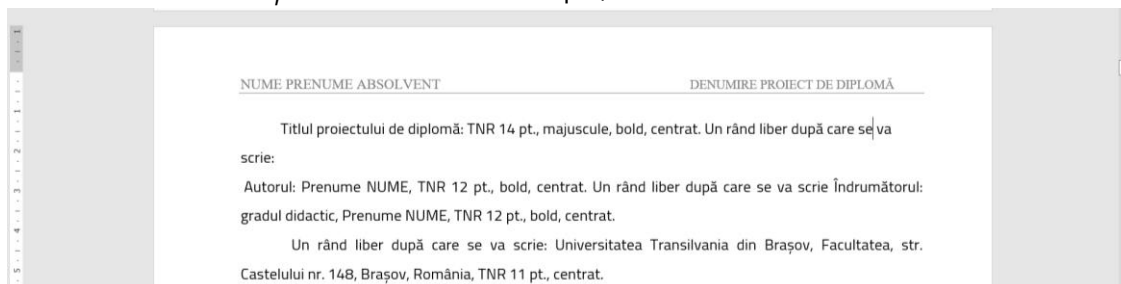 NUME PRENUME ABSOLVENT DENUMIRE PROIECT DE DIPLOMĂ
Titlul proiectului de diplomă: TNR 14 pt., majuscule, bold, centrat. Un rând liber după care se va
scrie:
Autorul: Prenume NUME, TNR 12 pt., bold, centrat. Un rând liber după care se va scrie Îndrumătorul:
gradul didactic, Prenume NUME, TNR 12 pt., bold, centrat.
Un rând liber după care se va scrie: Universitatea Transilvania din Brașov, Facultatea, str.
Castelului nr. 148, Brașov, România, TNR 11 pt., centrat.